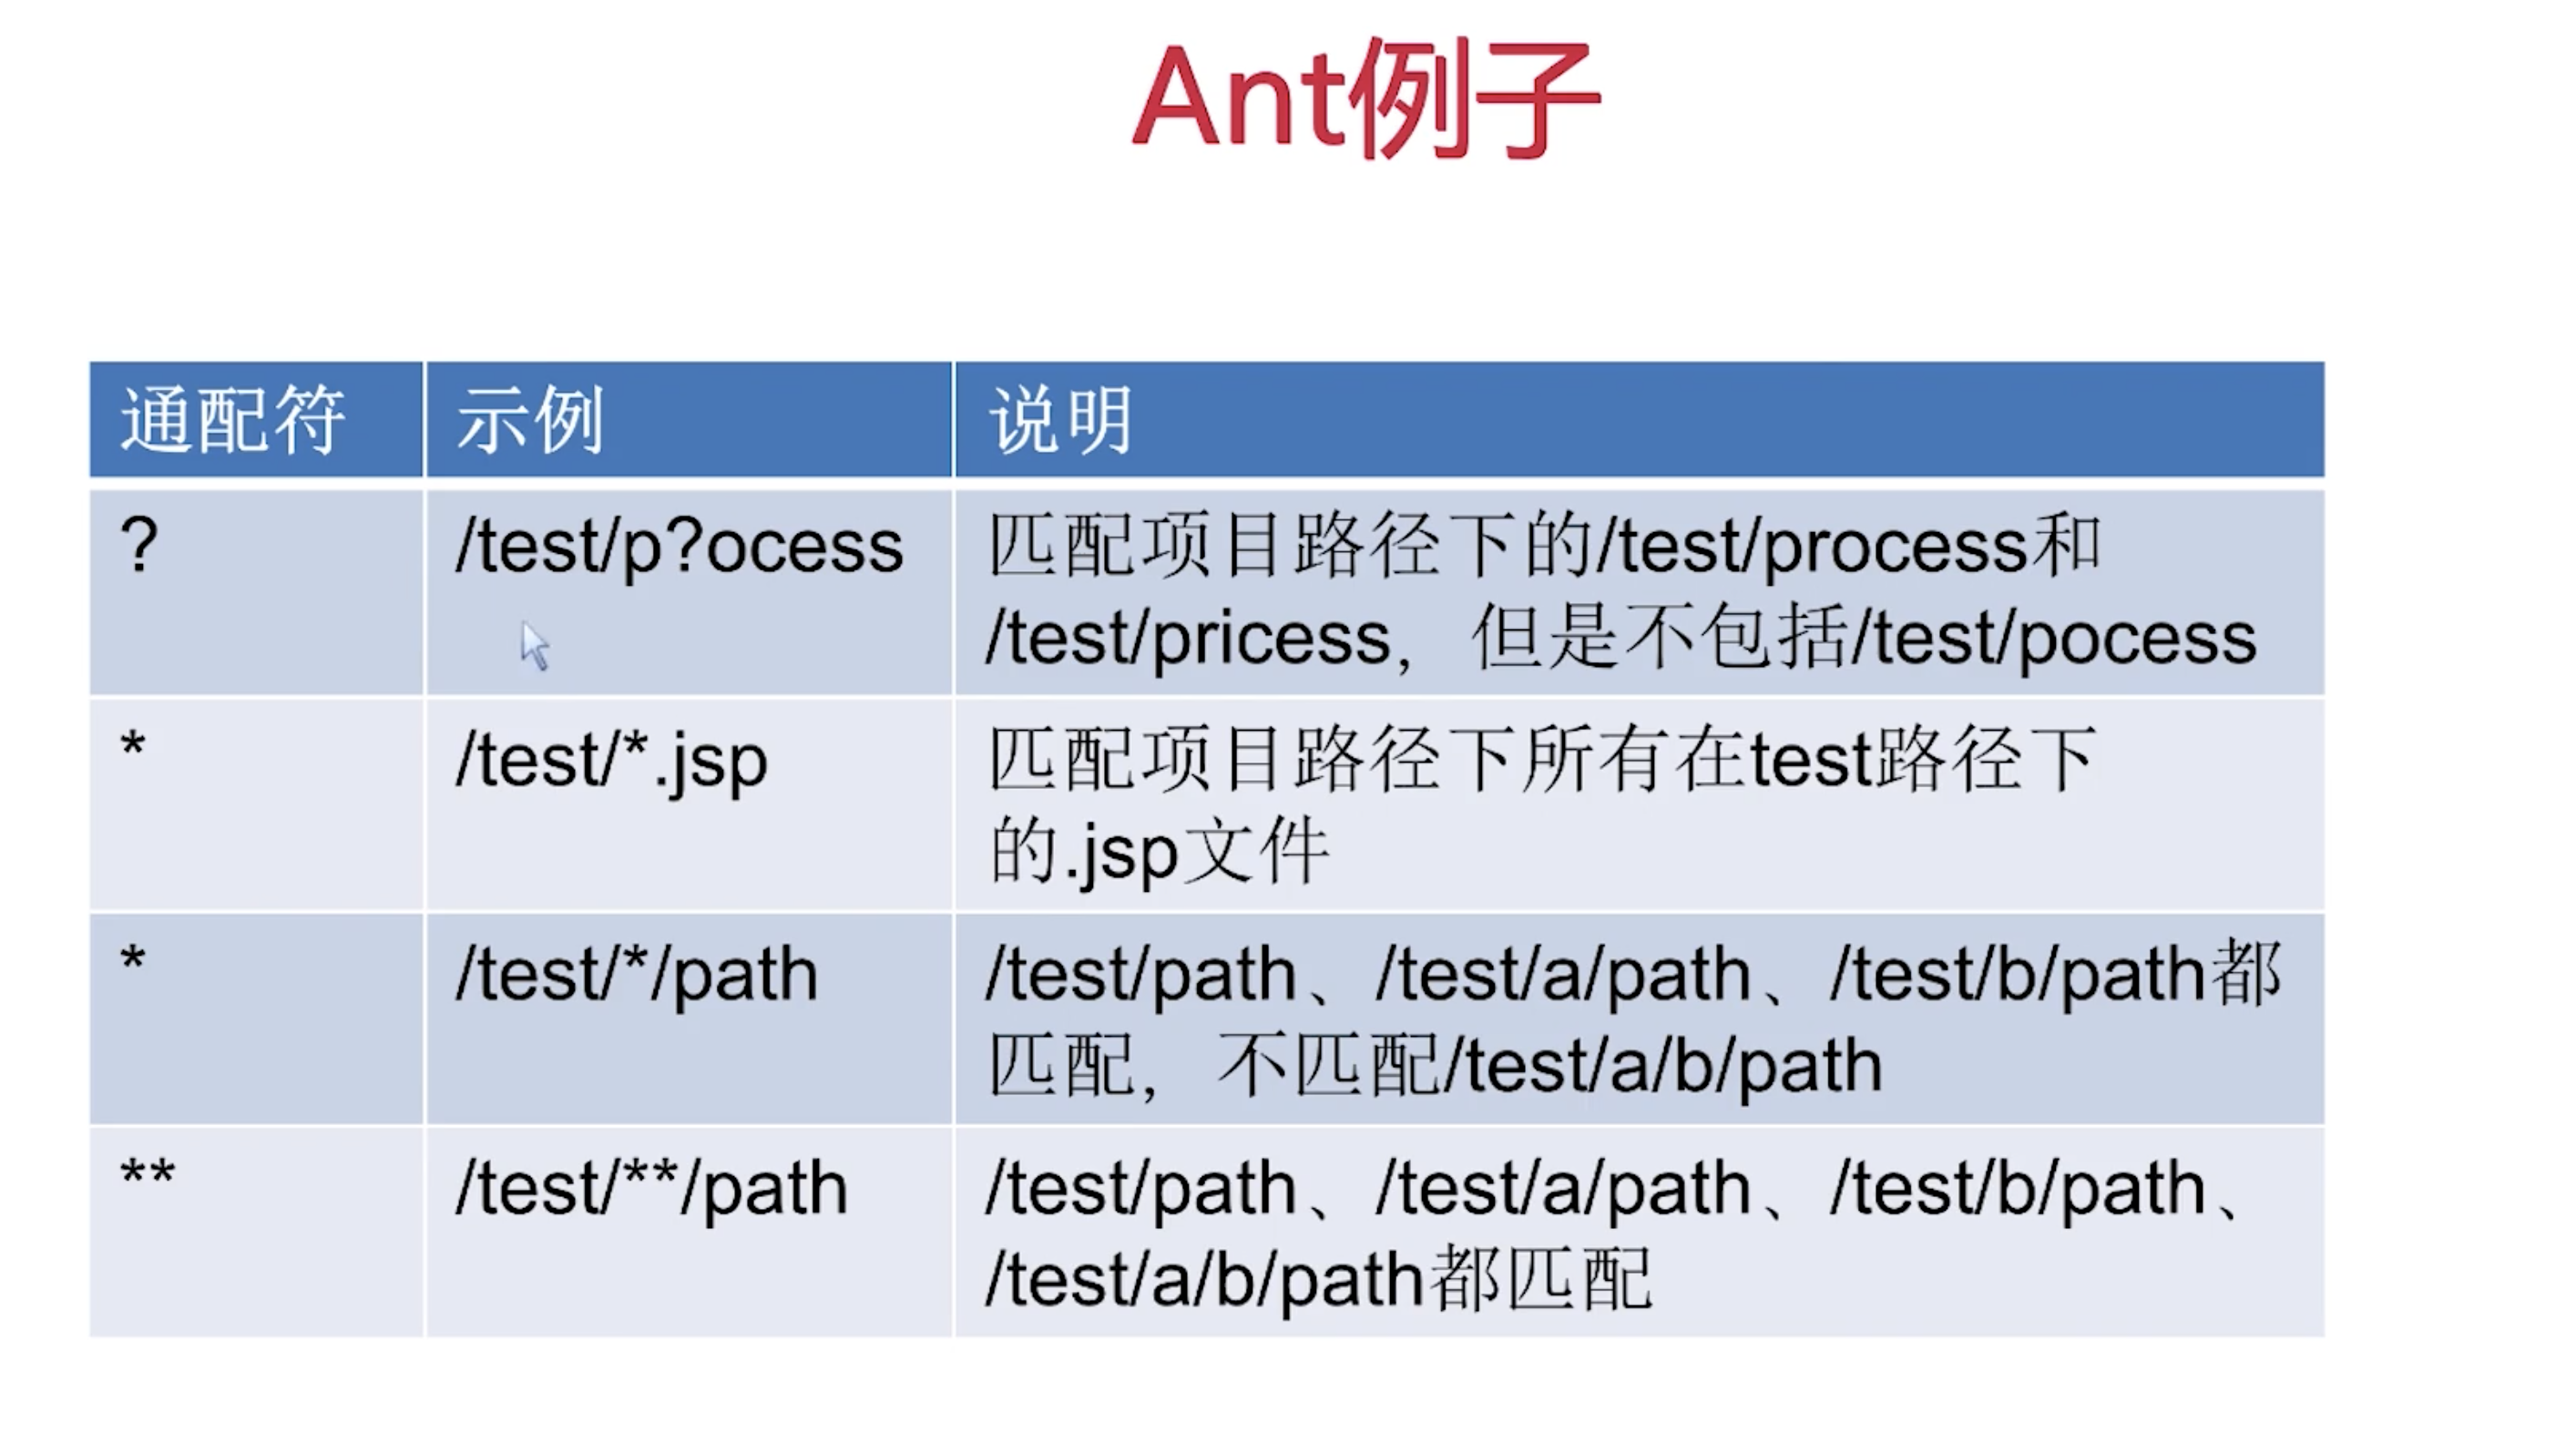 Ant例子
通配符 示例 说明
? /test/p?ocess 匹配项目路径下的/test/process和
/test/pricess，但是不包括/test/pocess
* /test/*.jsp 匹配项目路径下所有在test路径下
的.jsp文件
* /test/*/path /test/path、/test/a/path、/test/b/path都
匹配，不匹配/test/a/b/path
** /test/**/path /test/path、/test/a/path、/test/b/path、
/test/a/b/path都匹配